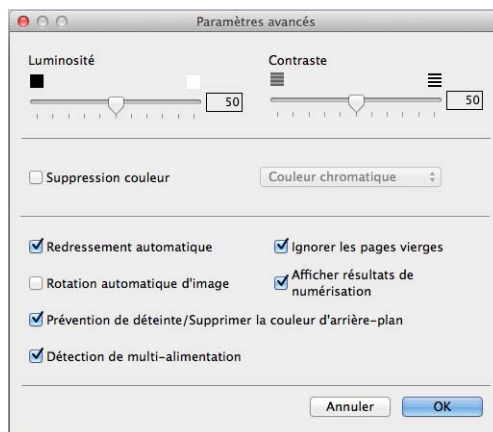 Paramètres avancés
Luminosité
Contraste
50
50
Suppression couleur
Couleur chromatique
Redressement automatique
Ignorer les pages vierges
Rotation automatique d'image
Afficher résultats de
numérisation
Prévention de déteinte/Supprimer la couleur d'arrière-plan
Détection de multi-alimentation
Annuler
OK